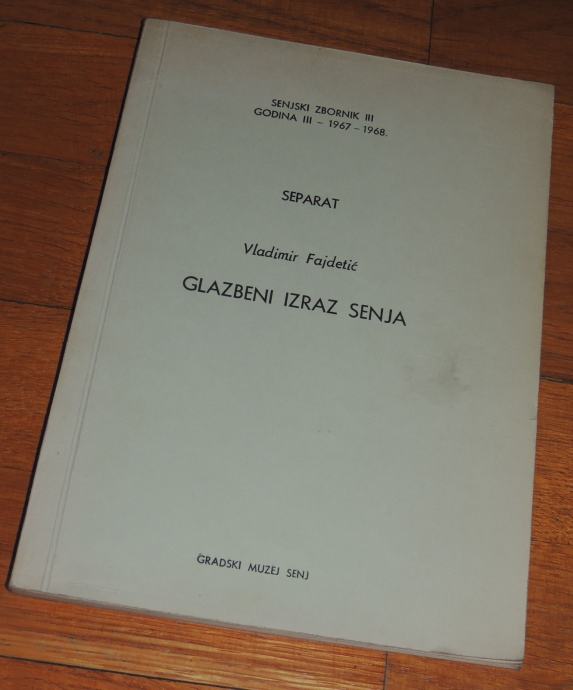 SENJSKI ZBORNIK III
GODINA III – 1967 – 1968.
SEPARAT
Vladimir Fajdetić
GLAZBENI IZRAZ SENJA
GRADSKI MUZEJ SENJ